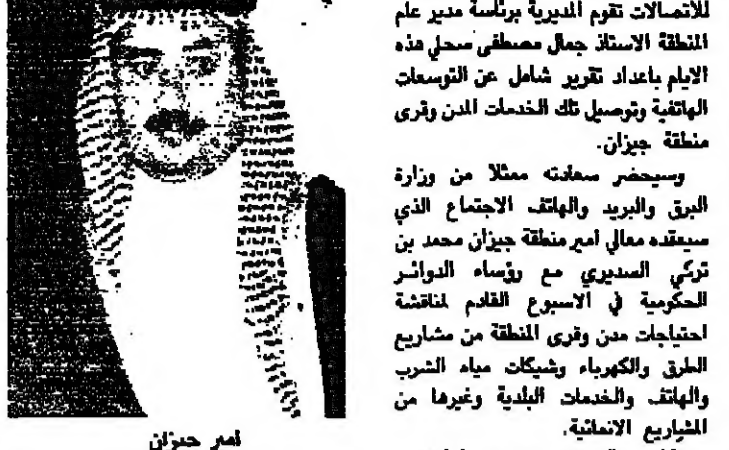 للاتصالات تقوم المديرية برئاسة مدير عام
المنطقة الاستاذ جمال مصطفى سحلي هذه
الايام باعداد تقرير شامل عن التوسعات
الهاتفية وتوصيل تلك الخدمات المدن وقرى
منطقة جيزان.
وسيحضر سعادته ممثلا من وزارة
البرق والبريد والهاتف الاجتماع الذي
سيعقده معالي امير منطقة جيزان محمد بن
تركي السديري مع رؤساء الدوائر
الحكومية في الاسبوع القادم لمناقشة
احتياجات مدن وقرى المنطقة من مشاريع
الطرق والكهرباء وشبكات مياه الشرب
والهاتف والخدمات البلدية وغيرها من
المشاريع الانمائية.
امير جيزان